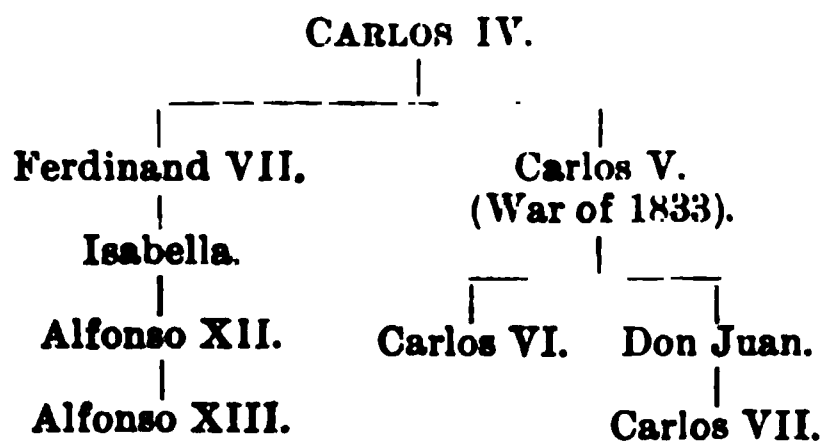 CARLOS IV.
Ferdinand VII. Carlos V.
(War of 1833).
Isabella.
Alfonso XII. Carlos VI. Don Juan.
Alfonso XIII. Carlos VII.